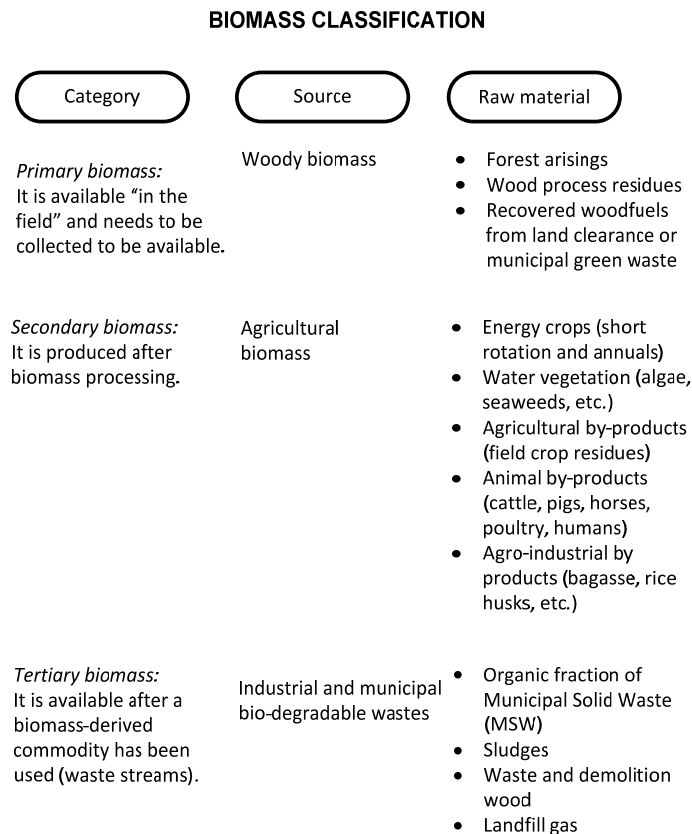 BIOMASS CLASSIFICATION
Category
Source
Raw material
Primary biomass:
It is available “in the
field” and needs to be
collected to be available.
Woody biomass
• Forest arisings
• Wood process residues
• Recovered woodfuels
from land clearance or
municipal green waste
Secondary biomass:
It is produced after
biomass processing.
Agricultural
biomass
• Energy crops (short
rotation and annuals)
• Water vegetation (algae,
seaweeds, etc.)
• Agricultural by-products
(field crop residues)
• Animal by-products
(cattle, pigs, horses,
poultry, humans)
• Agro-industrial by
products (bagasse, rice
husks, etc.)
Tertiary biomass:
It is available after a
biomass-derived
commodity has been
used (waste streams).
Industrial and municipal
bio-degradable wastes
• Organic fraction of
Municipal Solid Waste
(MSW)
• Sludges
• Waste and demolition
wood
• Landfill gas